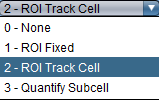 2 - ROI Track Cell
0 - None
1 - ROI Fixed
2 - ROI Track Cell
3 - Quantify Subcell